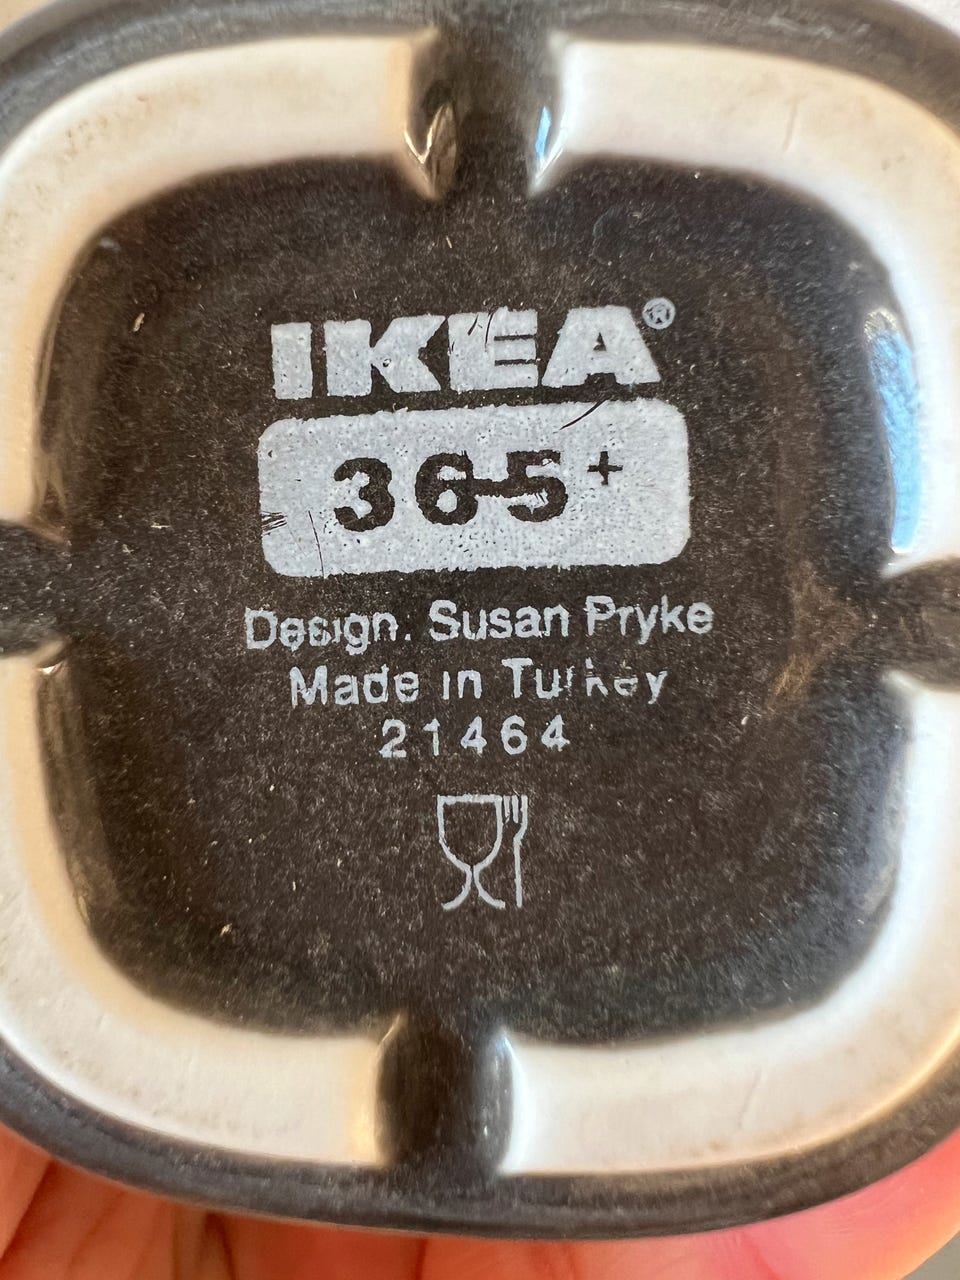 IKEA®
365+
Design: Susan Pryke
Made in Turkey
21464